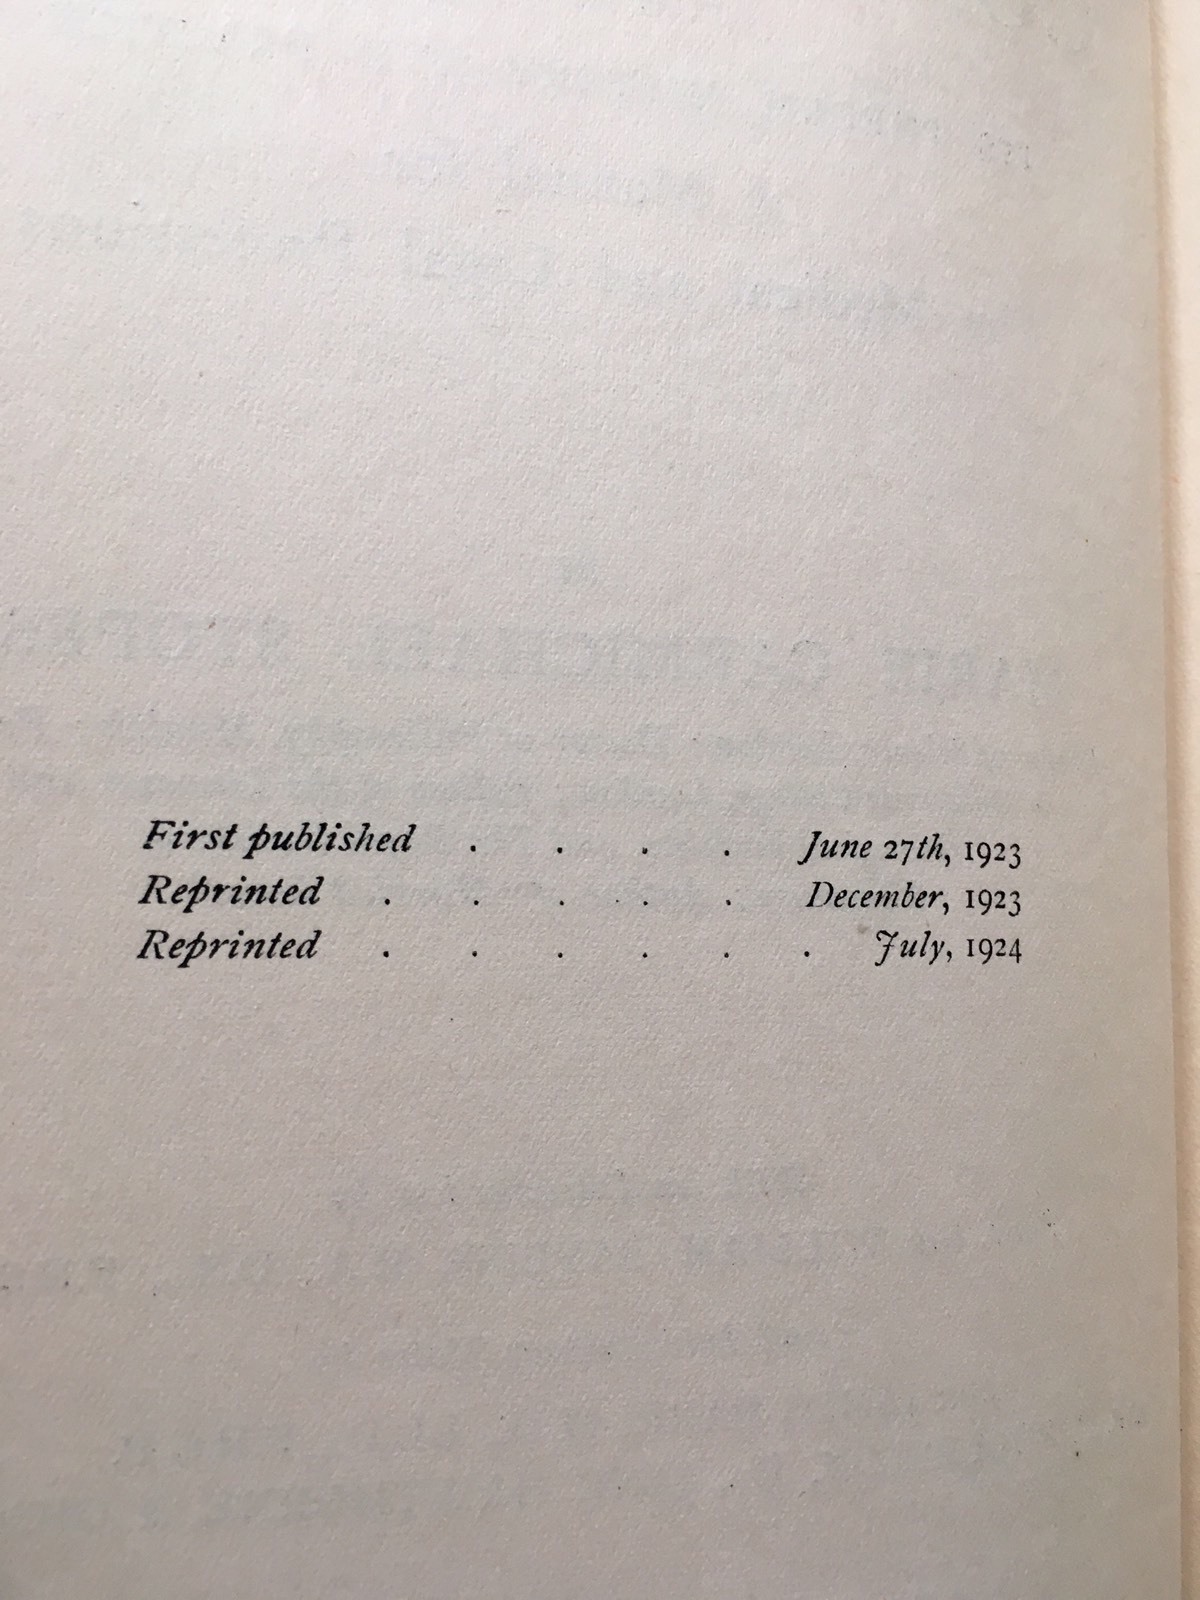 First published . . . . June 27th, 1923
Reprinted . . . . . December, 1923
Reprinted . . . . . . July, 1924